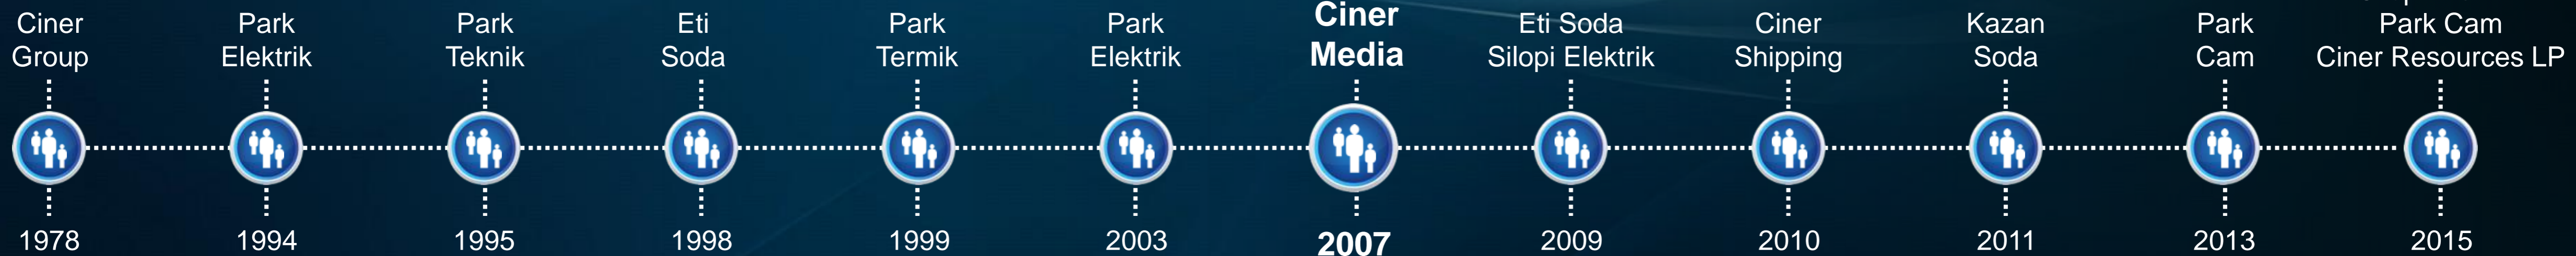 Ciner
Group
Park
Elektrik
Park
Teknik
Eti
Soda
Park
Termik
Park
Elektrik
Ciner
Media
Eti Soda
Silopi Elektrik
Ciner
Shipping
Kazan
Soda
Park
Cam
Park Cam
Ciner Resources LP
1978
1994
1995
1998
1999
2003
2007
2009
2010
2011
2013
2015